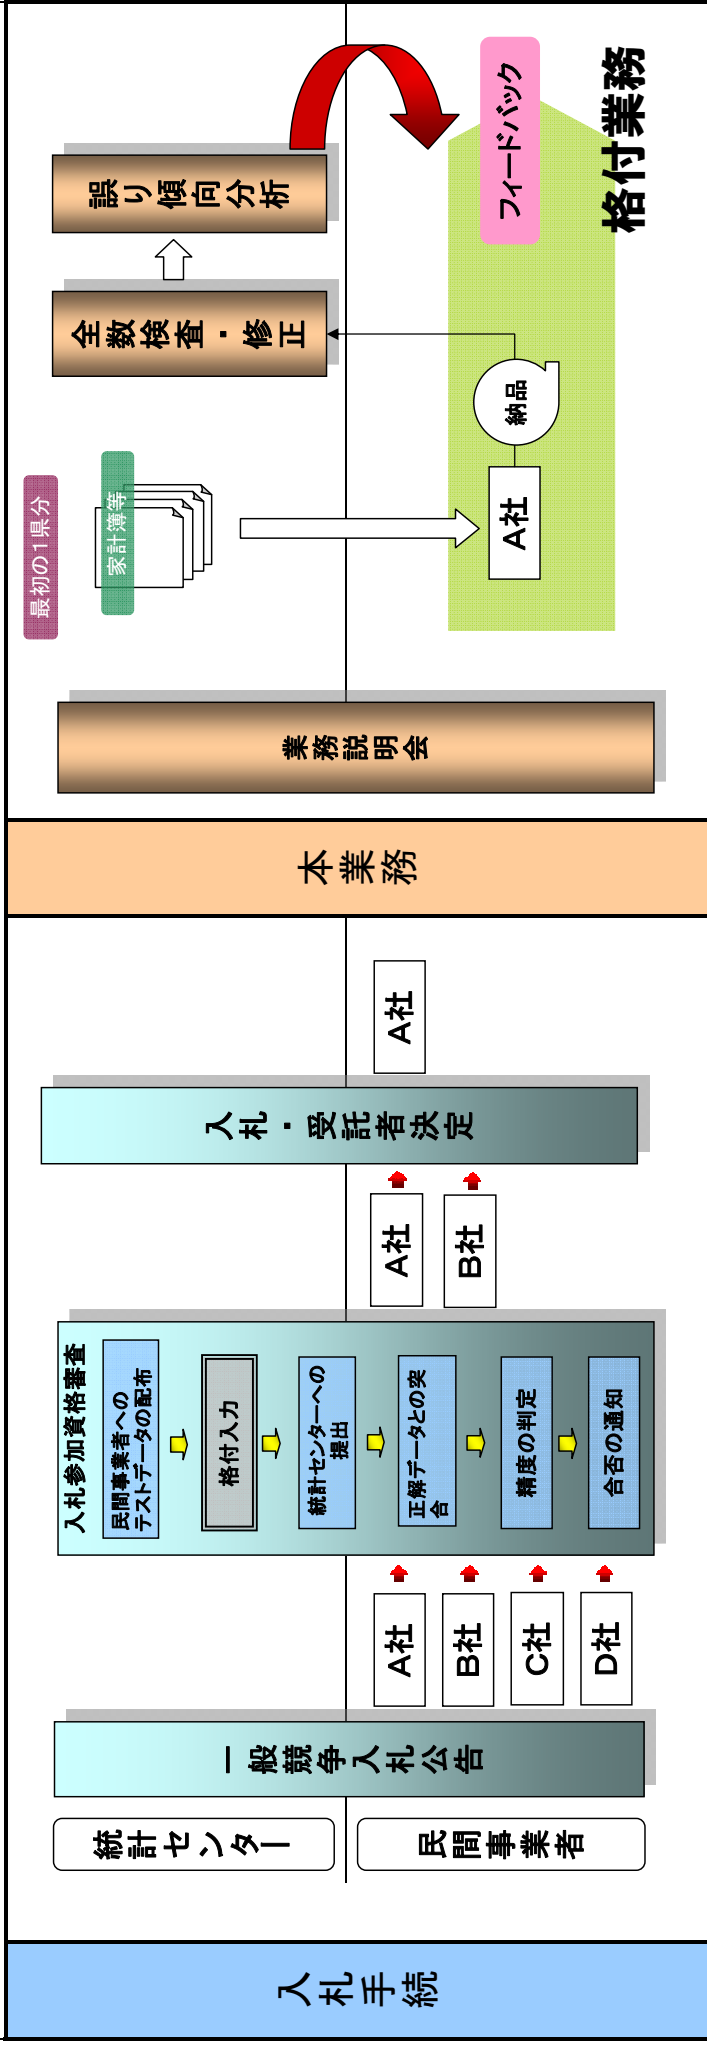 入札手続
統計センター
民間事業者
一般競争入札公告
A社
B社
C社
D社
入札参加資格審査
民間事業者への
テストデータの配布
格付入力
統計センターへの
提出
正解データとの突
合
精度の判定
合否の通知
A社
B社
入札・受託者決定
A社
本業務
業務説明会
最初の1県分
家計簿等
A社
納品
全数検査・修正
誤り傾向分析
フィードバック
格付業務